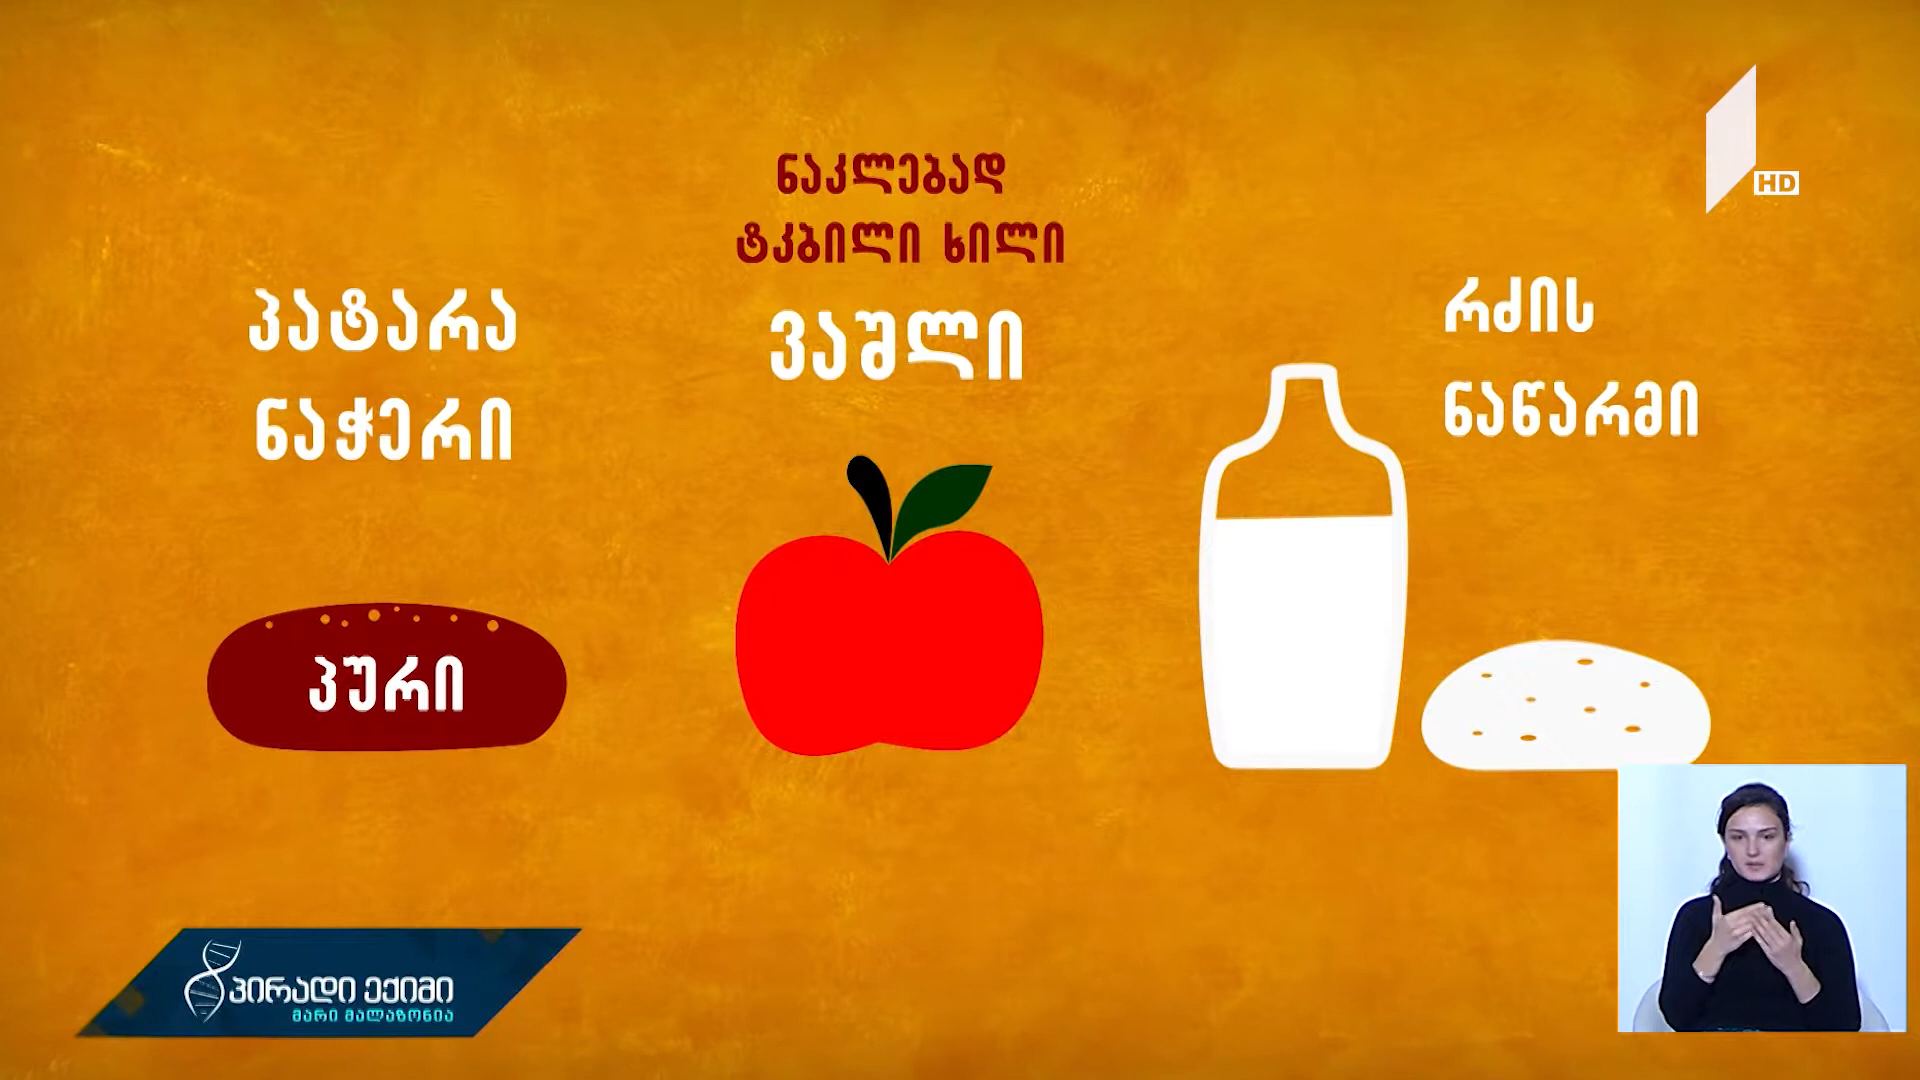 პატარა
ნაჭერი
პური
ნაკლებად
ტკბილი ხილი
ვაშლი
რძის
ნაწარმი
HD
პირადი ექიმი
მარი მალაზონია